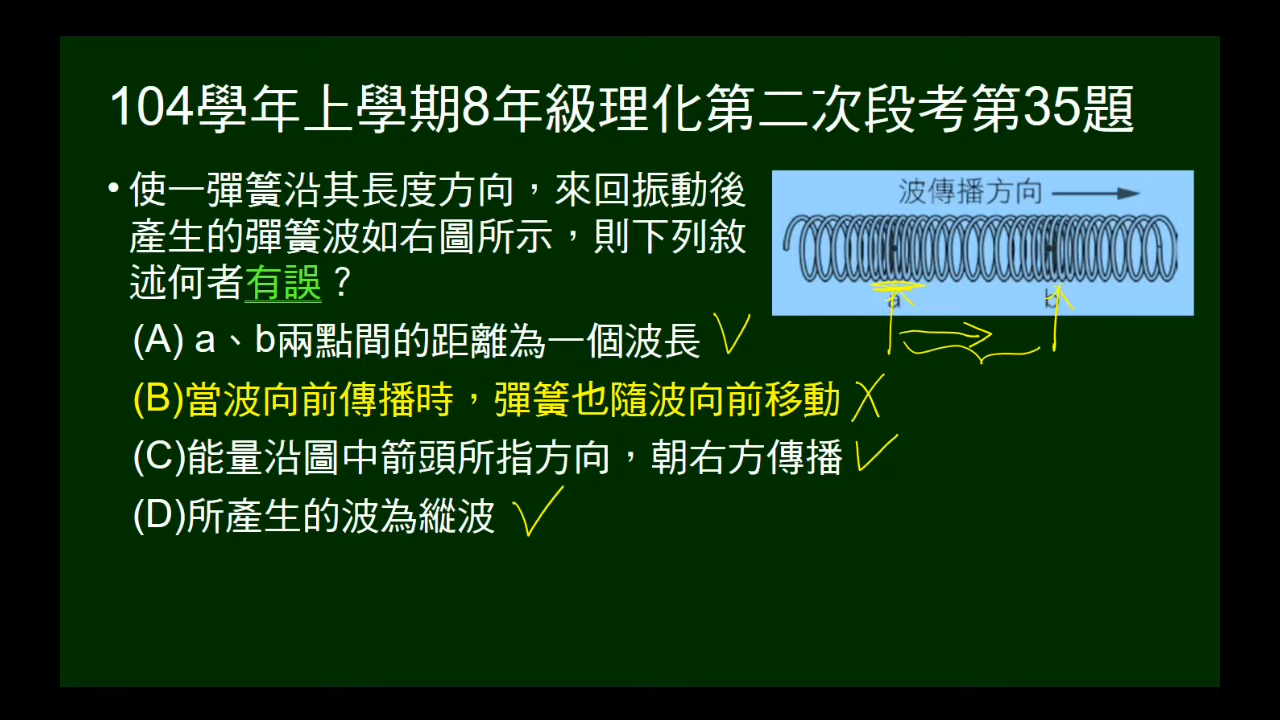 104學年上學期8年級理化第二次段考第35題
• 使一彈簧沿其長度方向，來回振動後
產生的彈簧波如右圖所示，則下列敘
述何者有誤？
波傳播方向
a b
(A) a、b兩點間的距離為一個波長
(B)當波向前傳播時，彈簧也隨波向前移動
(C)能量沿圖中箭頭所指方向，朝右方傳播
(D)所產生的波為縱波